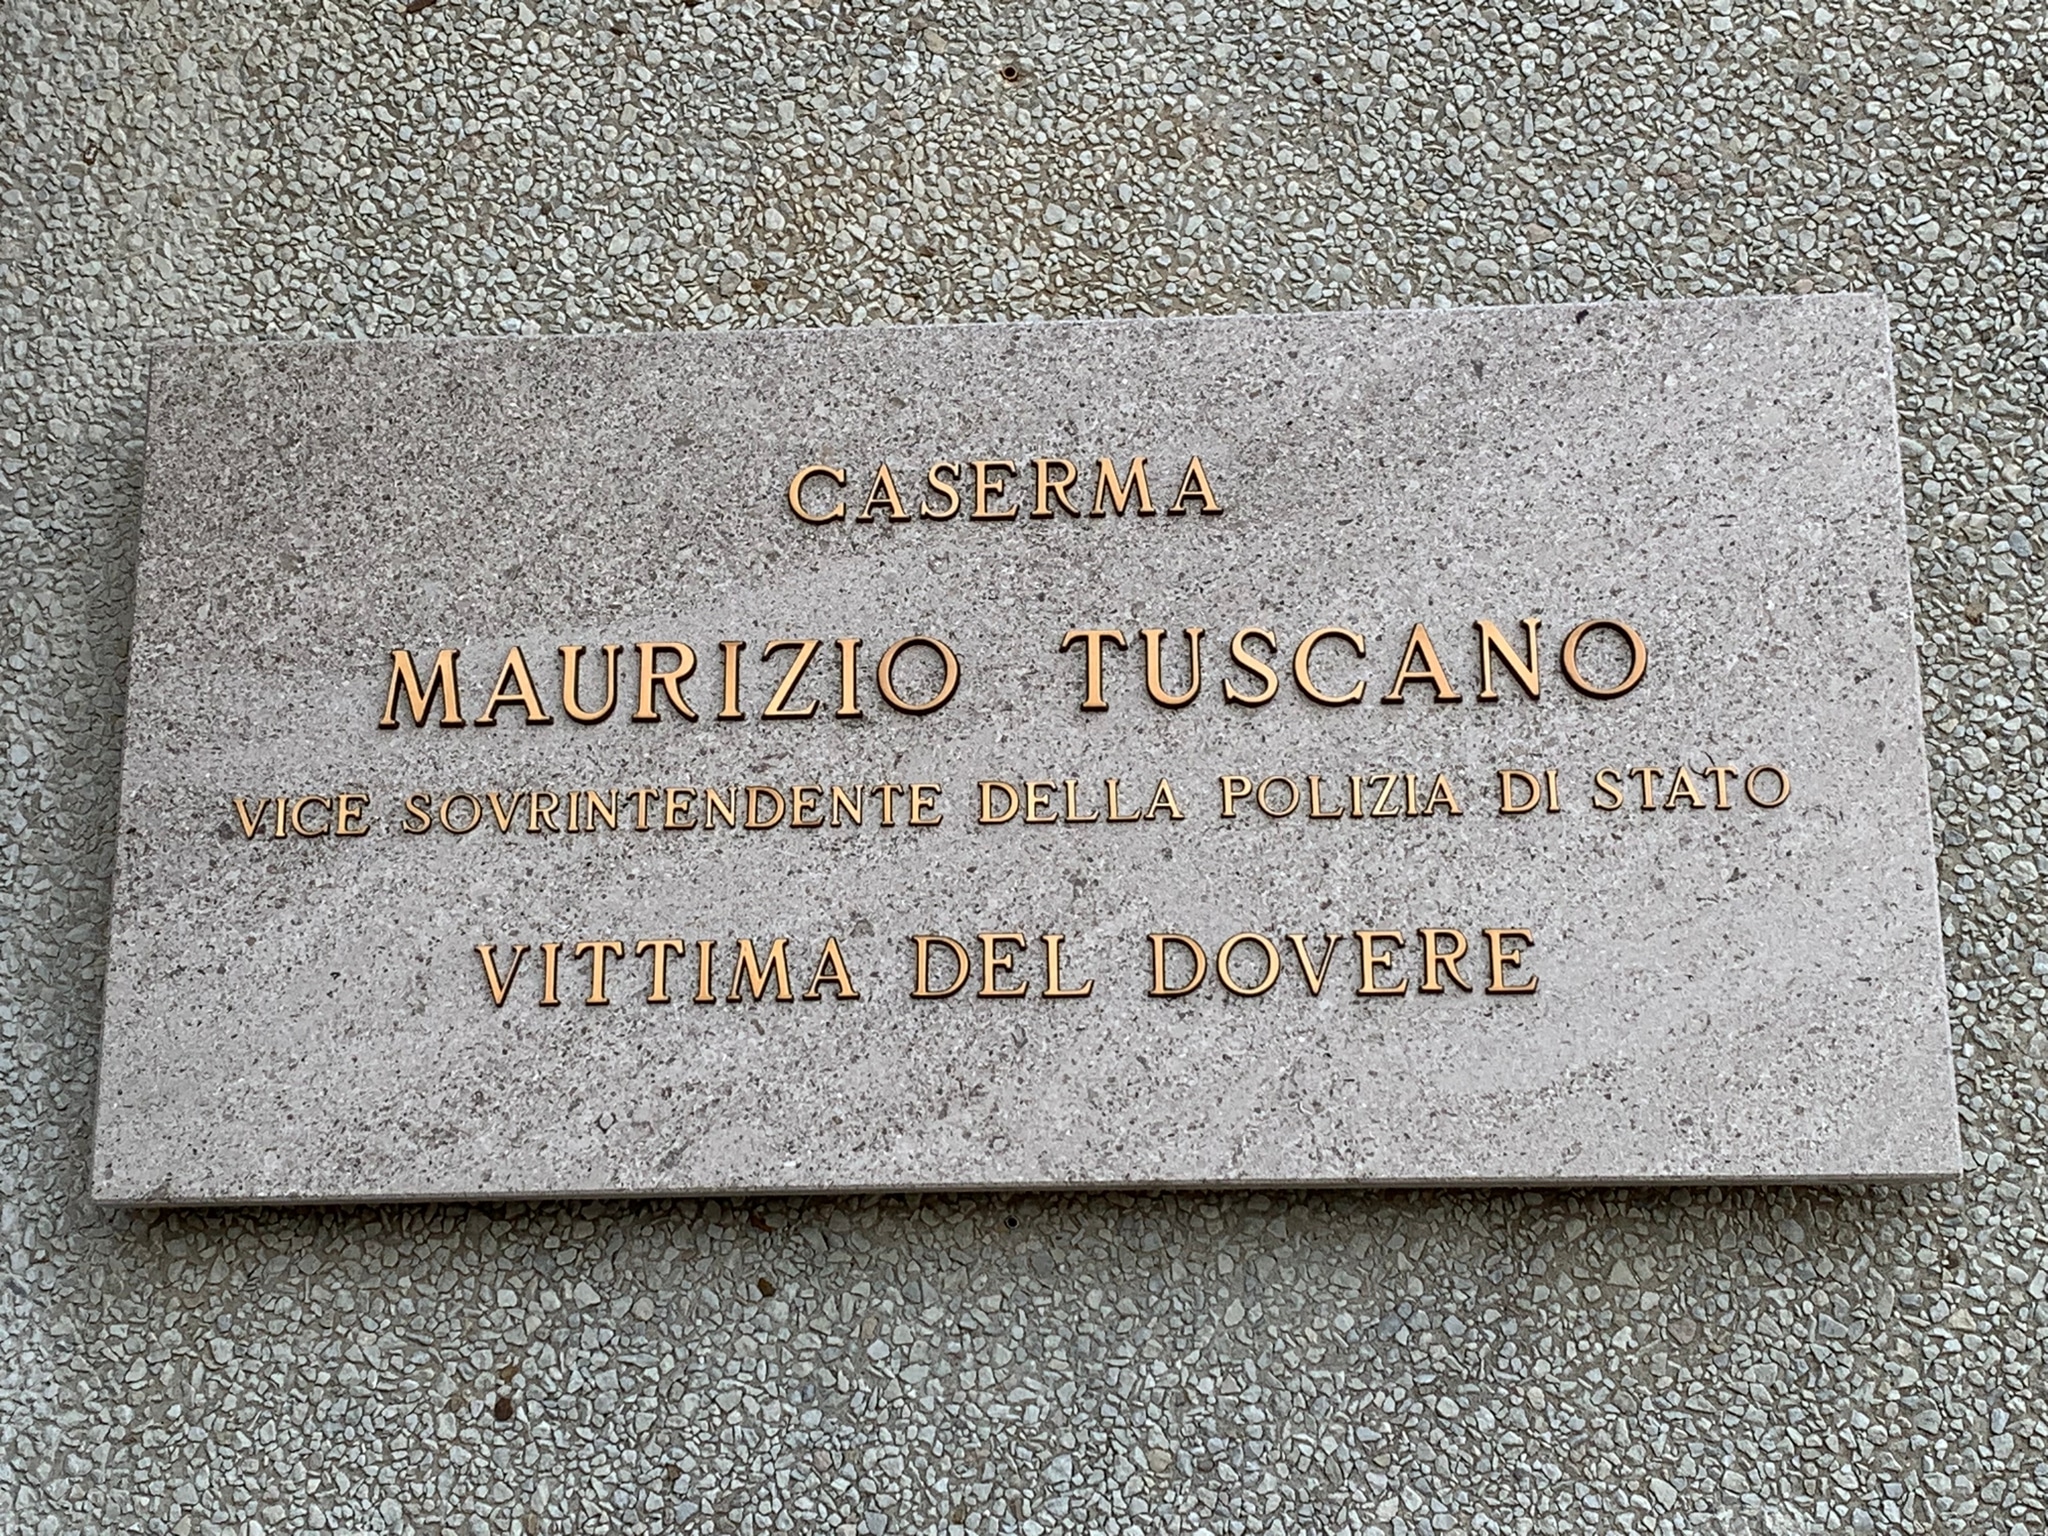 CASERMA
MAURIZIO TUSCANO
VICE SOVRINTENDENTE DELLA POLIZIA DI STATO
VITTIMA DEL DOVERE